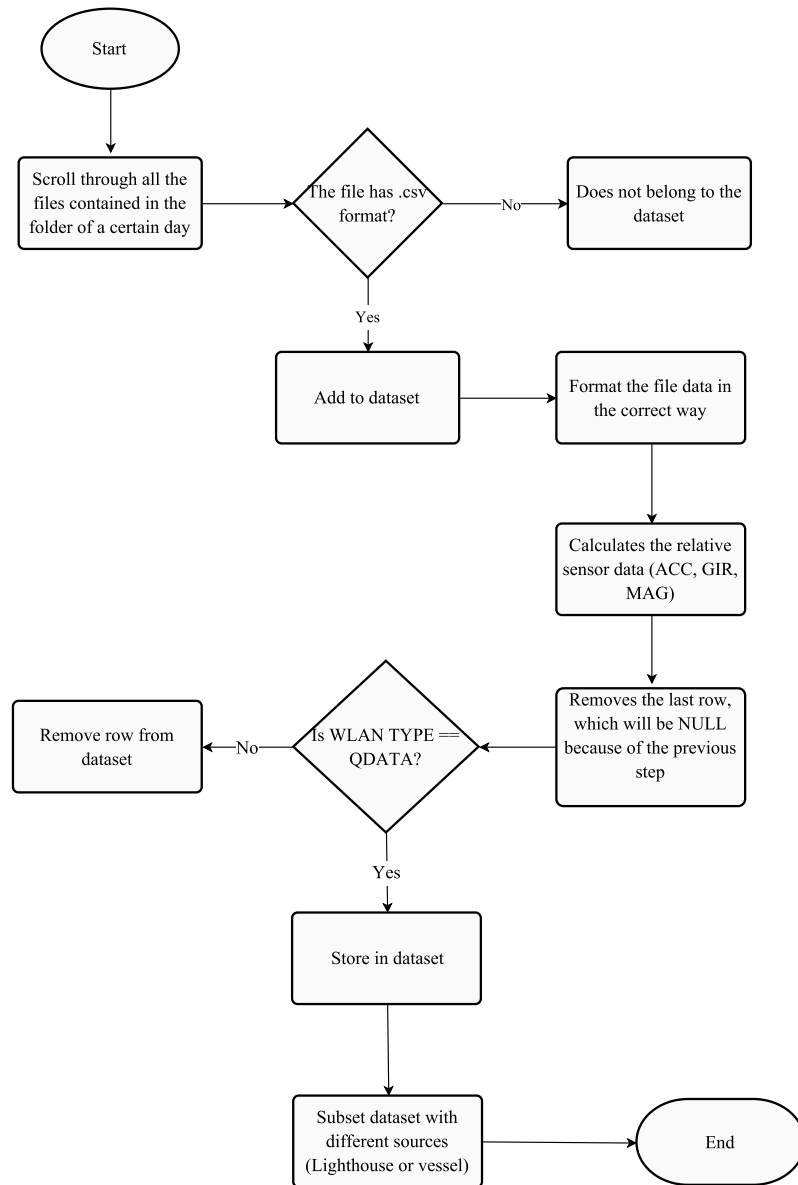 Start
Scroll through all the
files contained in the
folder of a certain day
The file has .csv
format?
No
Does not belong to the
dataset
Yes
Add to dataset
Format the file data in
the correct way
Calculates the relative
sensor data (ACC, GIR,
MAG)
Removes the last row,
which will be NULL
because of the previous
step
Is WLAN TYPE ==
QDATA?
No
Remove row from
dataset
Yes
Store in dataset
Subset dataset with
different sources
(Lighthouse or vessel)
End